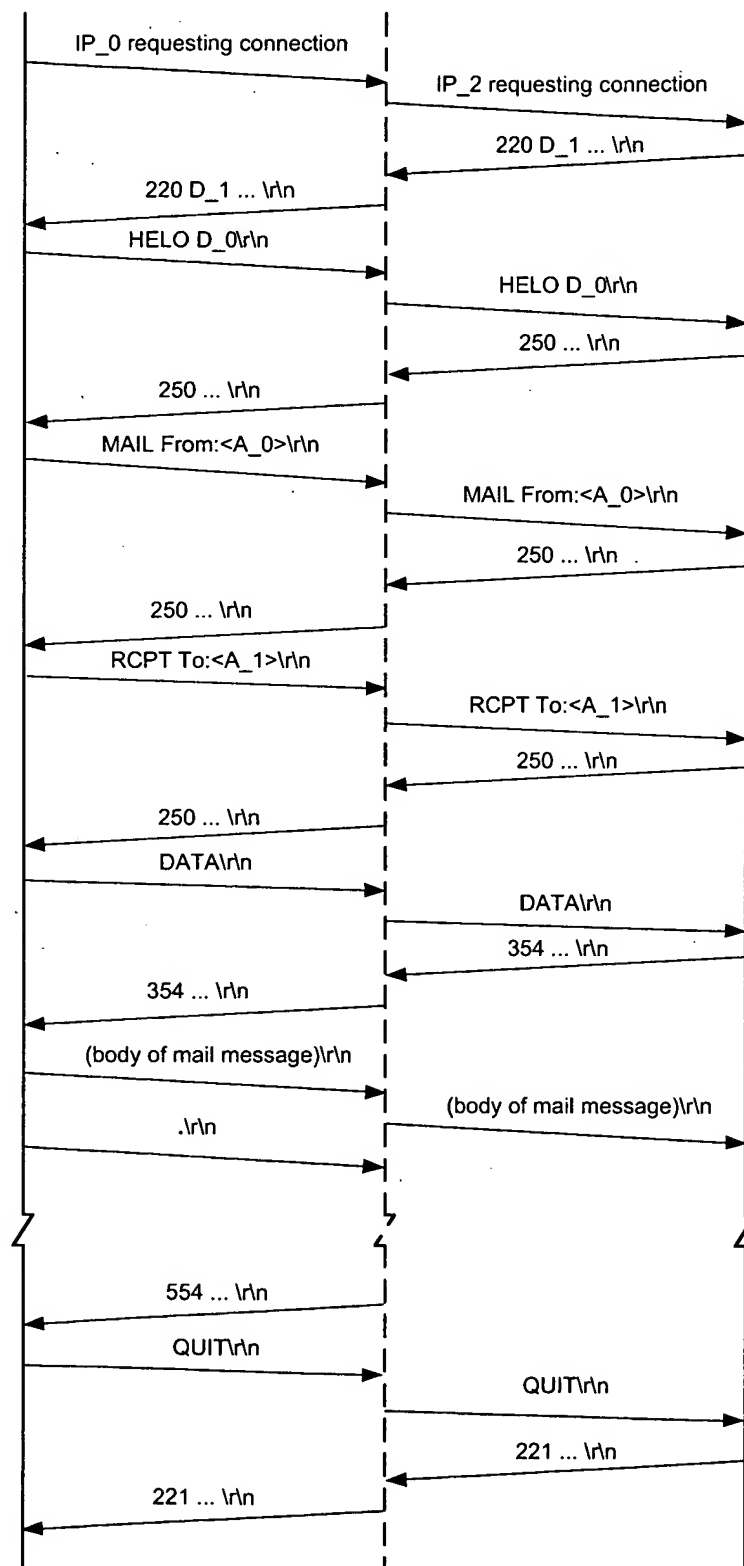 IP_0 requesting connection
IP_2 requesting connection
220 D_1 ... \r\n
220 D_1 ... \r\n
HELO D_0\r\n
HELO D_0\r\n
250 ... \r\n
250 ... \r\n
MAIL From:<A_0>\r\n
MAIL From:<A_0>\r\n
250 ... \r\n
250 ... \r\n
RCPT To:<A_1>\r\n
RCPT To:<A_1>\r\n
250 ... \r\n
250 ... \r\n
DATA\r\n
DATA\r\n
354 ... \r\n
354 ... \r\n
(body of mail message)\r\n
(body of mail message)\r\n
.\r\n
554 ... \r\n
QUIT\r\n
QUIT\r\n
221 ... \r\n
221 ... \r\n